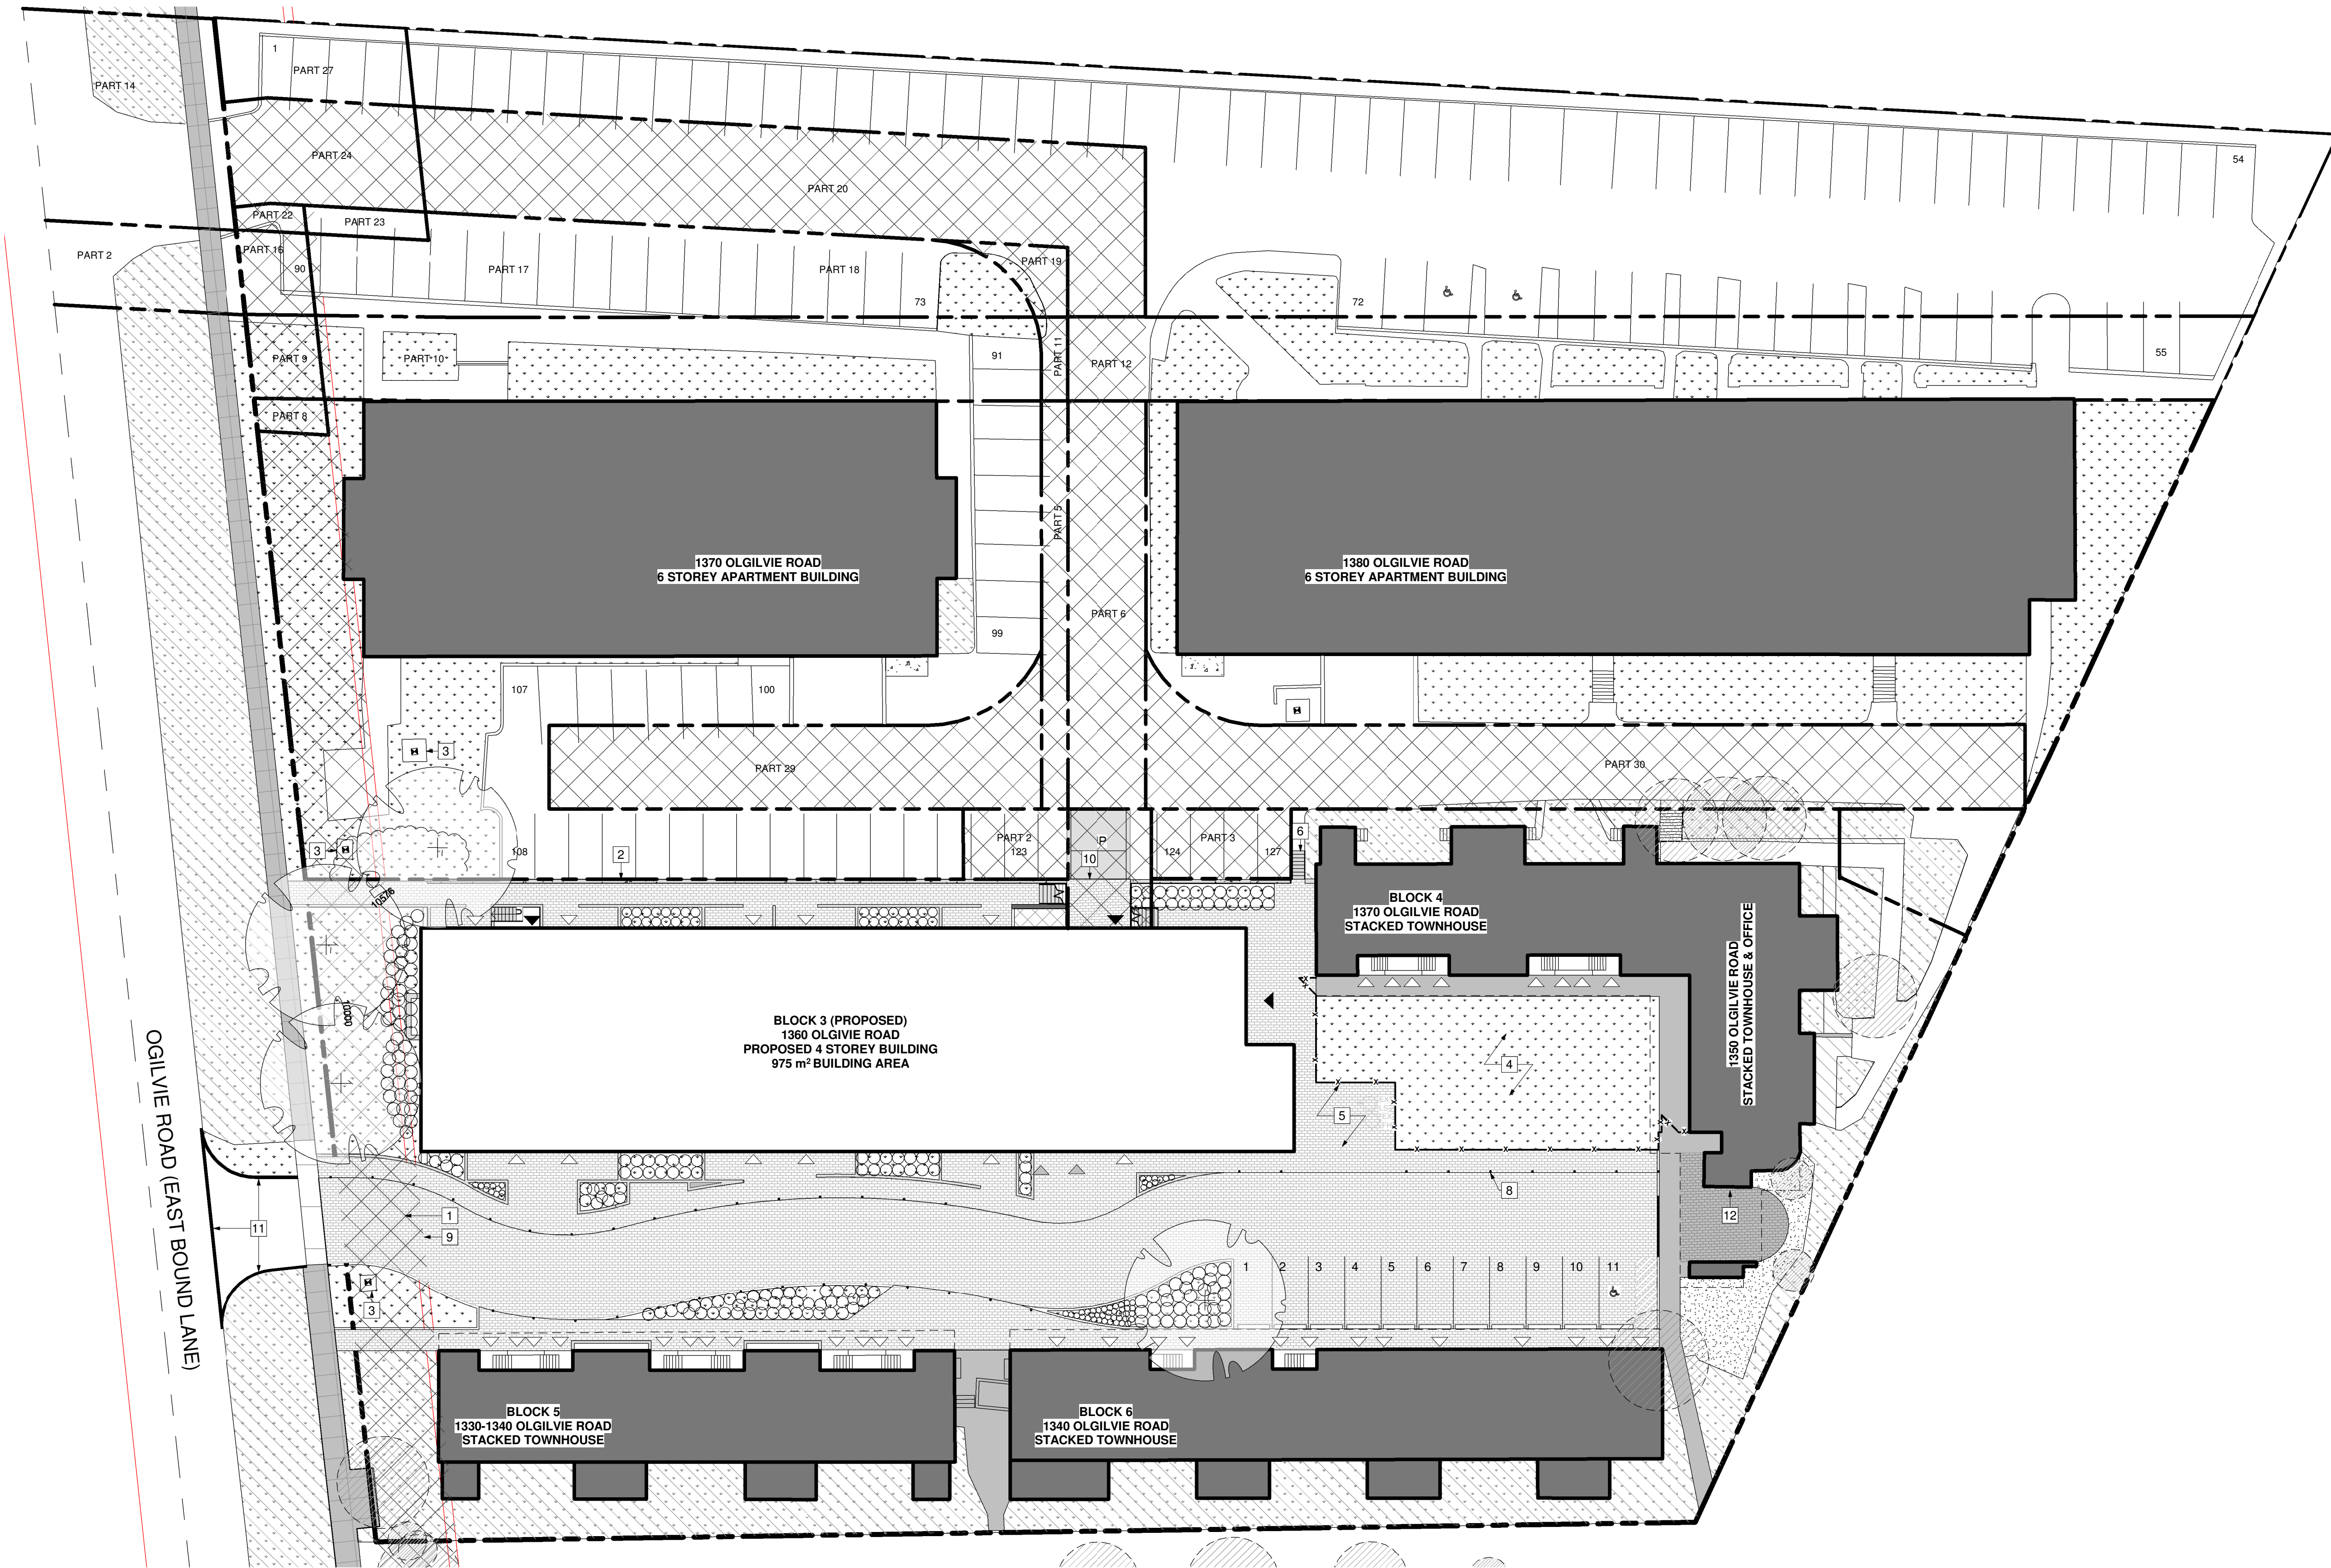 1
PART 27
PART 14
54
PART 24
PART 20
PART 22
PART 23
PART 16
PART 2
90
PART 17
PART 18
PART 19
73
72
55
91
PART 9
PART 10
PART 11
PART 12
PART 8
PART 5
1370 OLGILVIE ROAD
6 STOREY APARTMENT BUILDING
1380 OLGILVIE ROAD
6 STOREY APARTMENT BUILDING
PART 6
99
107
100
H
3
H
PART 29
PART 30
108
2
PART 2
123
P
10
124
PART 3
127
6
3
H
10576
10000
BLOCK 4
1370 OLGILVIE ROAD
STACKED TOWNHOUSE
1350 OLGILVIE ROAD
STACKED TOWNHOUSE & OFFICE
BLOCK 3 (PROPOSED)
1360 OLGIVIE ROAD
PROPOSED 4 STOREY BUILDING
975 m² BUILDING AREA
4
5
OGILVIE ROAD (EAST BOUND LANE)
8
11
1
9
12
H
3
1
2
3
4
5
6
7
8
9
10
11
BLOCK 5
1330-1340 OLGILVIE ROAD
STACKED TOWNHOUSE
BLOCK 6
1340 OLGILVIE ROAD
STACKED TOWNHOUSE